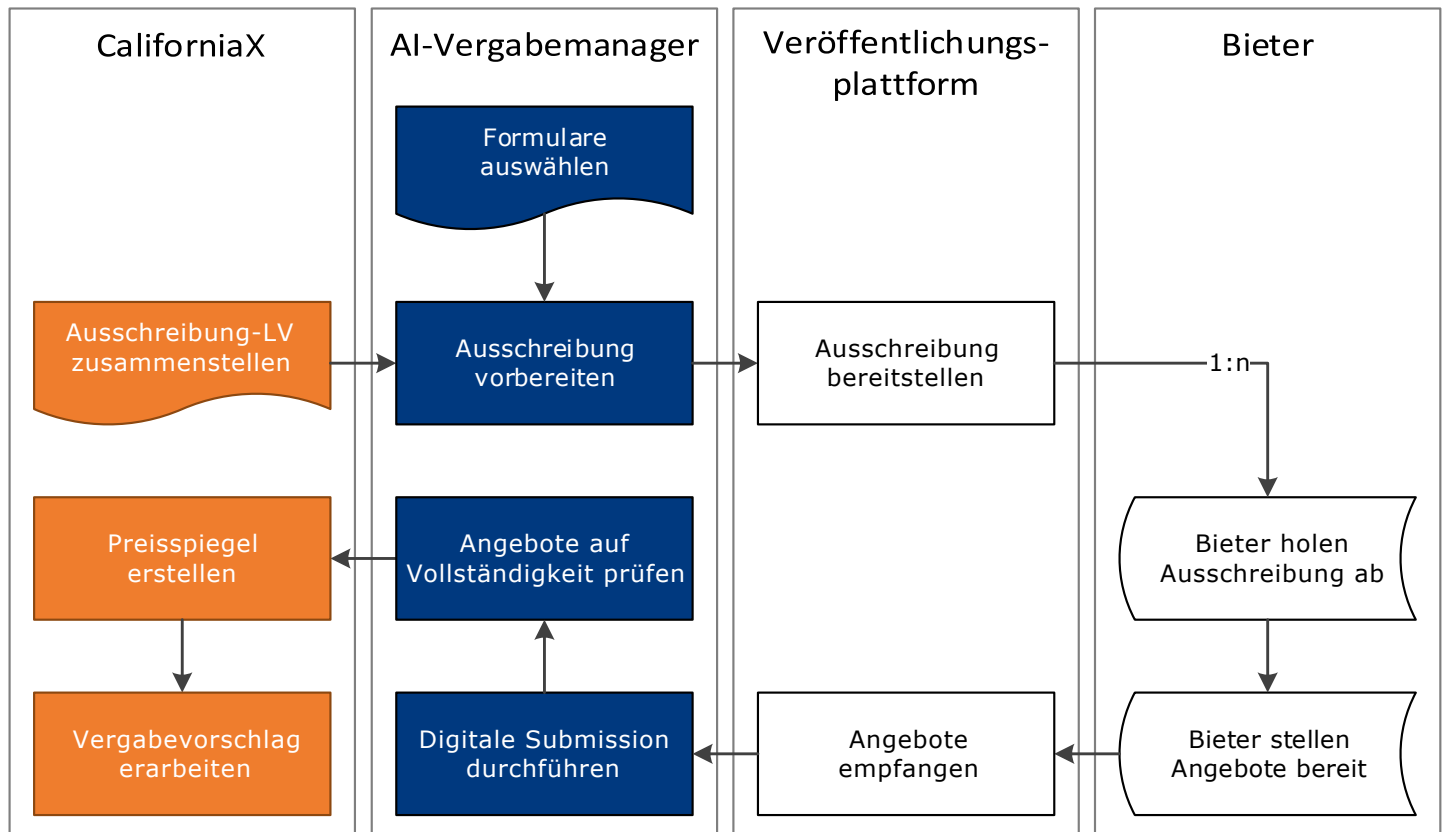 CaliforniaX
AI-Vergabemanager
Veröffentlichungs-
plattform
Bieter
Formulare
auswählen
Ausschreibung-LV
zusammenstellen
Ausschreibung
vorbereiten
Ausschreibung
bereitstellen
1:n
Preisspiegel
erstellen
Angebote auf
Vollständigkeit prüfen
Bieter holen
Ausschreibung ab
Vergabevorschlag
erarbeiten
Digitale Submission
durchführen
Angebote
empfangen
Bieter stellen
Angebote bereit